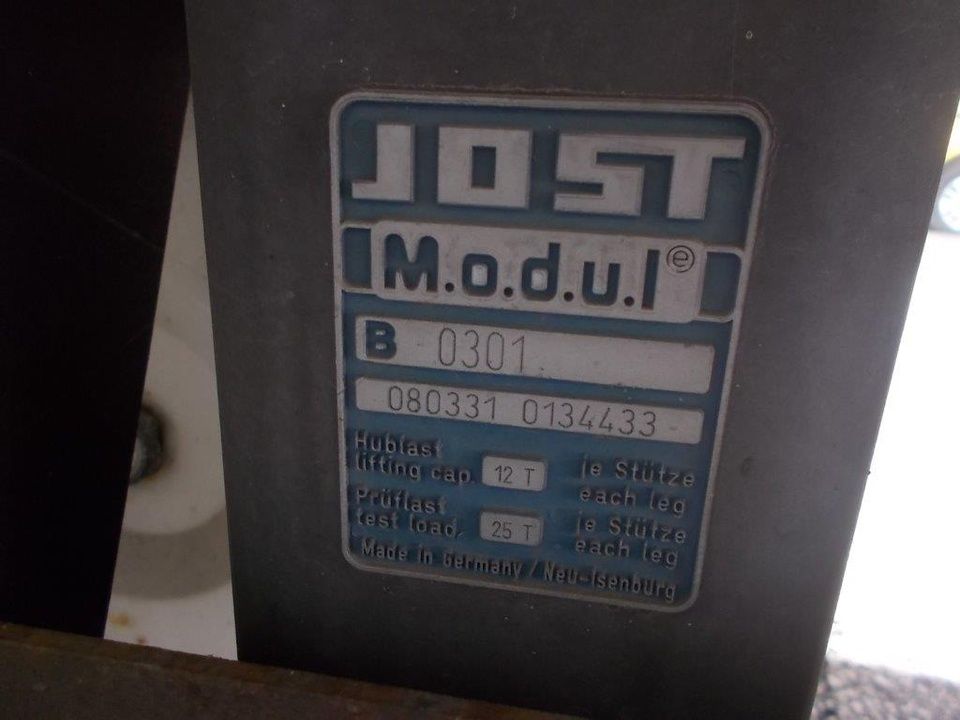 JOST
M.o.d.u.l ⓔ
B 0301
080331 0134433
Hublast
lifting cap. 12 T je Stütze
each leg
Prüflast
test load. 25 T je Stütze
each leg
Made in Germany / Neu-Isenburg